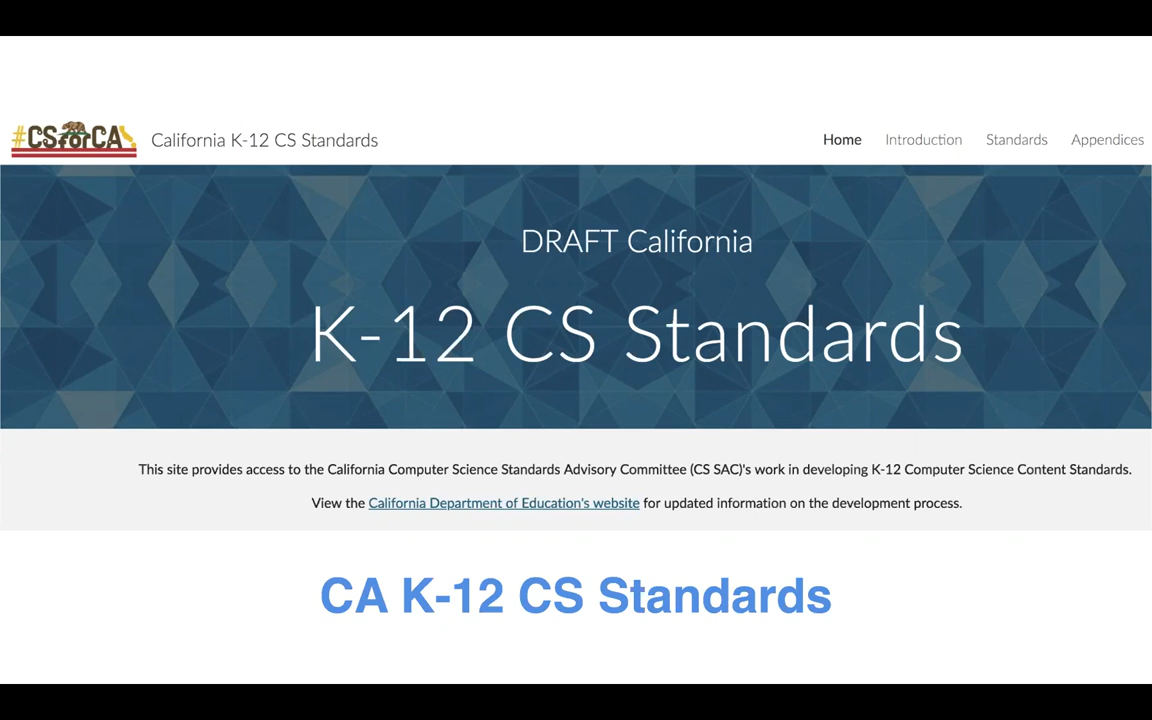 #CSforCA
California K-12 CS Standards
Home
Introduction
Standards
Appendices
DRAFT California
K-12 CS Standards
This site provides access to the California Computer Science Standards Advisory Committee (CS SAC)'s work in developing K-12 Computer Science Content Standards.
View the California Department of Education's website for updated information on the development process.
CA K-12 CS Standards